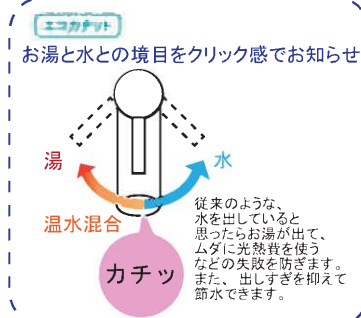 エコカチット
お湯と水との境目をクリック感でお知らせ
湯
水
温水混合
カチッ
従来のような、
水を出していると
思ったらお湯が出て、
ムダに光熱費を使う
などの失敗を防ぎます。
また、出しすぎを抑えて
節水できます。